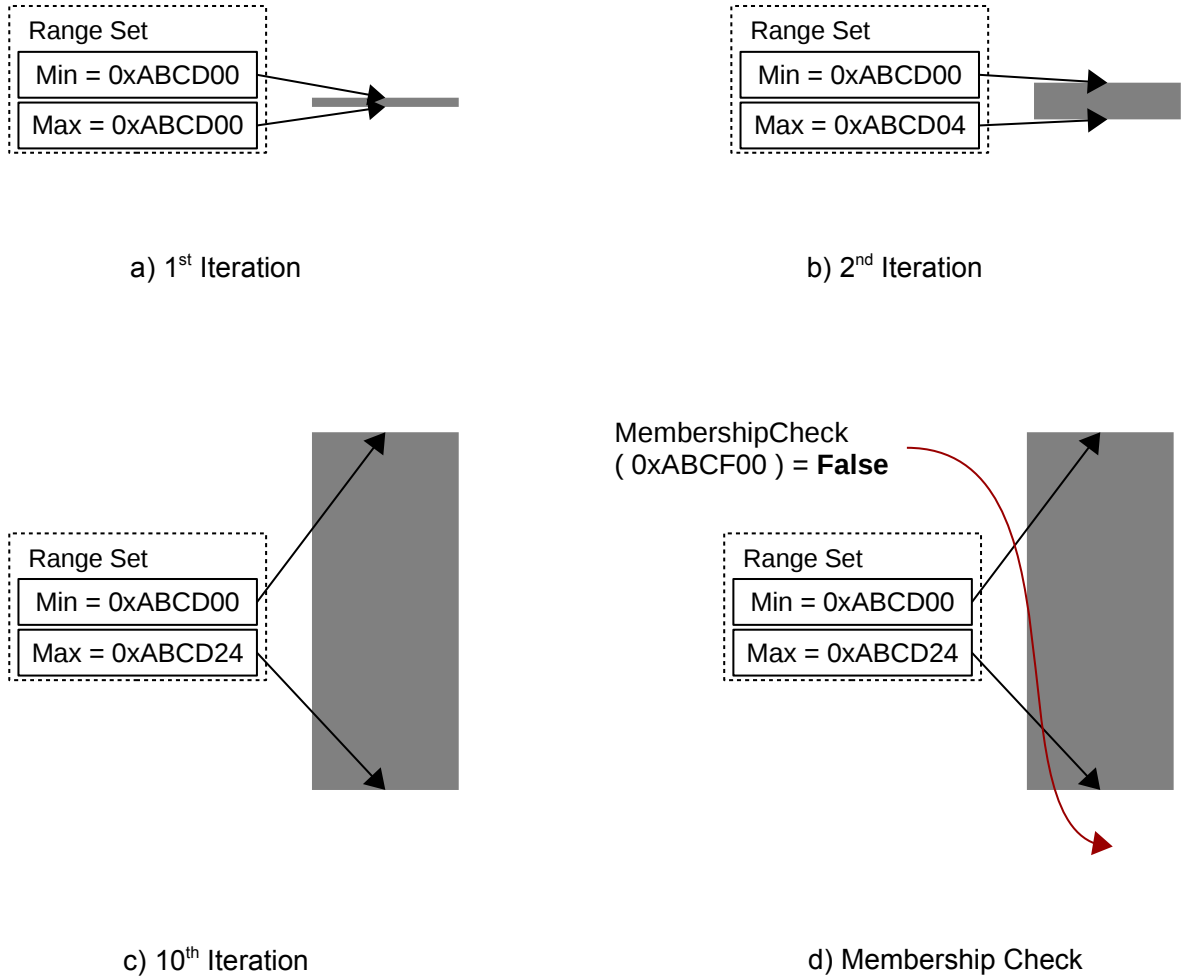 Range Set
Min = 0xABCD00
Max = 0xABCD00
a) 1st Iteration
Range Set
Min = 0xABCD00
Max = 0xABCD04
b) 2nd Iteration
Range Set
Min = 0xABCD00
Max = 0xABCD24
c) 10th Iteration
MembershipCheck
( 0xABCF00 ) = False
Range Set
Min = 0xABCD00
Max = 0xABCD24
d) Membership Check